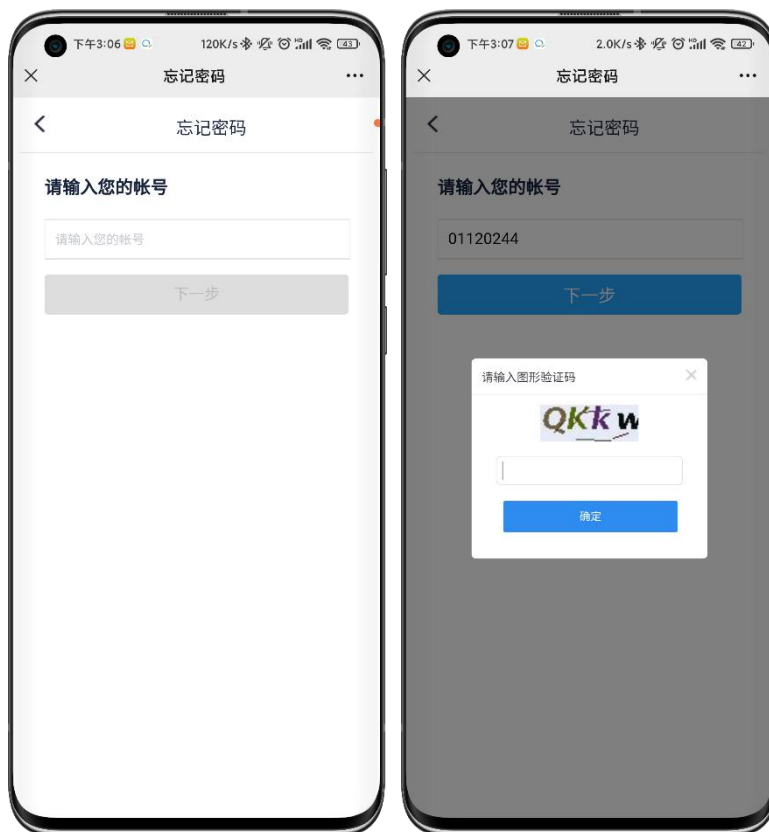 下午3:06
120K/s
43
忘记密码
忘记密码
请输入您的帐号
请输入您的帐号
下一步
下午3:07
2.0K/s
42
忘记密码
忘记密码
请输入您的帐号
01120244
下一步
请输入图形验证码
QKkw
确定